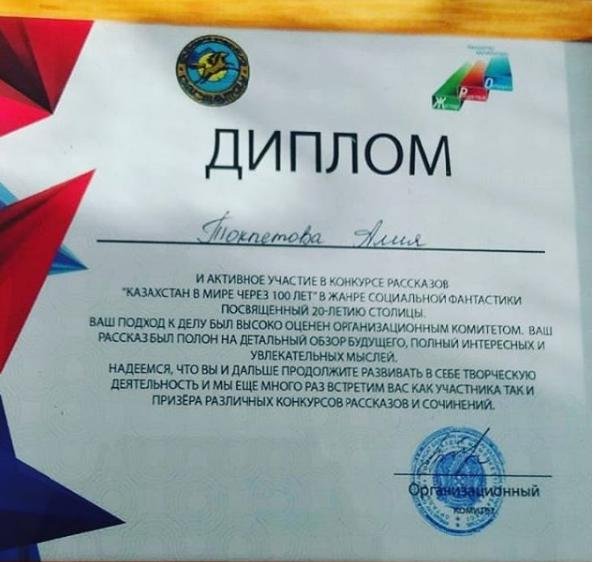 Ж Р О
ДИПЛОМ
Токпетова Алия
И АКТИВНОЕ УЧАСТИЕ В КОНКУРСЕ РАССКАЗОВ
"КАЗАХСТАН В МИРЕ ЧЕРЕЗ 100 ЛЕТ" В ЖАНРЕ СОЦИАЛЬНОЙ ФАНТАСТИКИ
ПОСВЯЩЕННЫЙ 20-ЛЕТИЮ СТОЛИЦЫ.
ВАШ ПОДХОД К ДЕЛУ БЫЛ ВЫСОКО ОЦЕНЕН ОРГАНИЗАЦИОННЫМ КОМИТЕТОМ. ВАШ
РАССКАЗ БЫЛ ПОЛОН НА ДЕТАЛЬНЫЙ ОБЗОР БУДУЩЕГО, ПОЛНЫЙ ИНТЕРЕСНЫХ И
УВЛЕКАТЕЛЬНЫХ МЫСЛЕЙ.
НАДЕЕМСЯ, ЧТО ВЫ И ДАЛЬШЕ ПРОДОЛЖИТЕ РАЗВИВАТЬ В СЕБЕ ТВОРЧЕСКУЮ
ДЕЯТЕЛЬНОСТЬ И МЫ ЕЩЕ МНОГО РАЗ ВСТРЕТИМ ВАС КАК УЧАСТНИКА ТАК И
ПРИЗЁРА РАЗЛИЧНЫХ КОНКУРСОВ РАССКАЗОВ И СОЧИНЕНИЙ.
Организационный
комитет